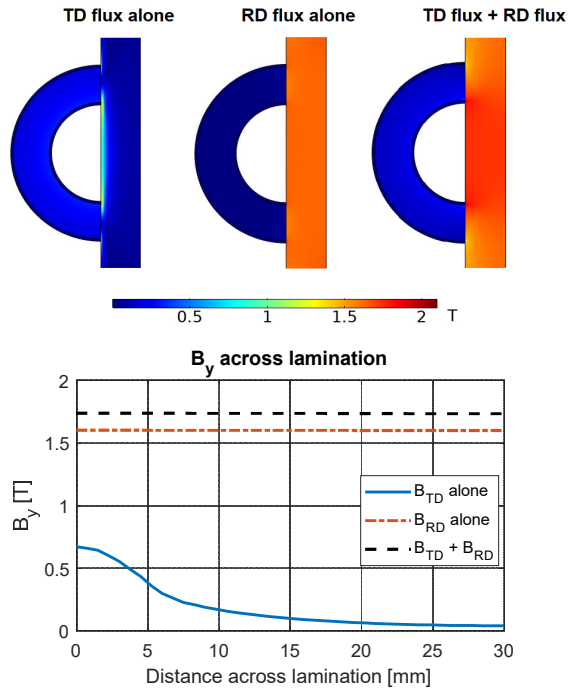 TD flux alone RD flux alone TD flux + RD flux
0.5 1 1.5 2 T
B_y across lamination
2
1.5
1
0.5
0
B_y [T]
B_TD alone
B_RD alone
B_TD + B_RD
0 5 10 15 20 25 30
Distance across lamination [mm]